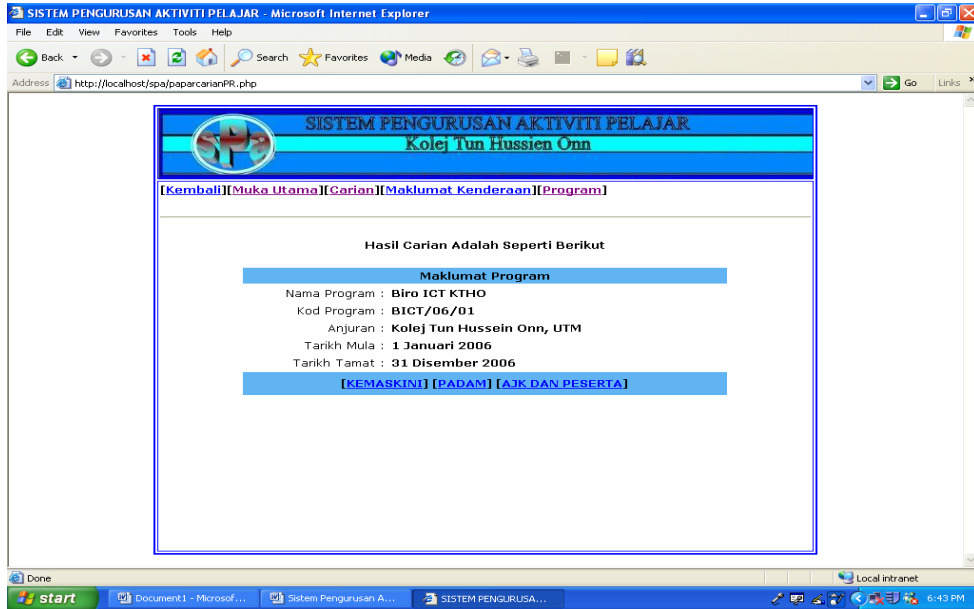 SISTEM PENGURUSAN AKTIVITI PELAJAR - Microsoft Internet Explorer
File Edit View Favorites Tools Help
Back Search Favorites Media
Address http://localhost/spa/paparcarianPR.php Go Links »
SPa SISTEM PENGURUSAN AKTIVITI PELAJAR
Kolej Tun Hussien Onn
[Kembali][Muka Utama][Carian][Maklumat Kenderaan][Program]
Hasil Carian Adalah Seperti Berikut
Maklumat Program
Nama Program : Biro ICT KTHO
Kod Program : BICT/06/01
Anjuran : Kolej Tun Hussein Onn, UTM
Tarikh Mula : 1 Januari 2006
Tarikh Tamat : 31 Disember 2006
[KEMASKINI] [PADAM] [AJK DAN PESERTA]
Done Local intranet
start Document1 - Microsof... Sistem Pengurusan A... SISTEM PENGURUSA... 6:43 PM